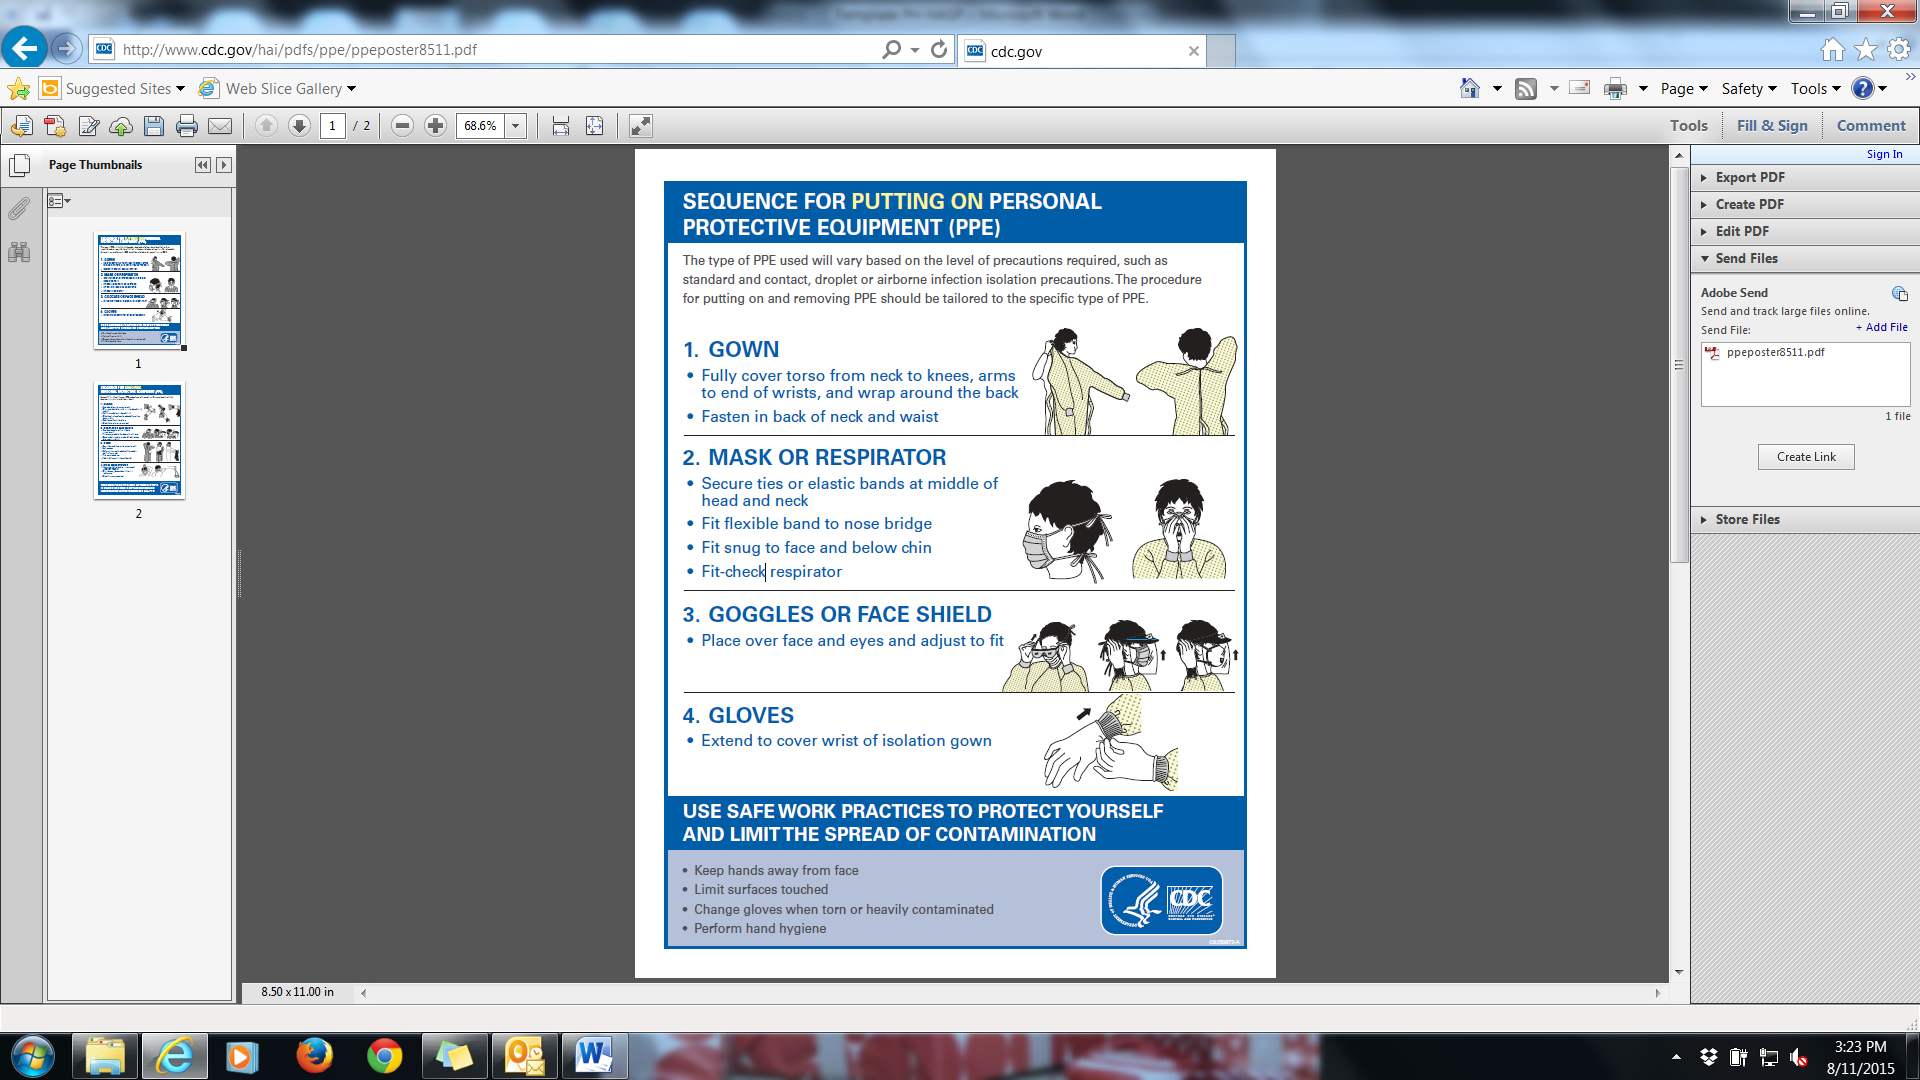 http://www.cdc.gov/hai/pdfs/ppe/ppeposter8511.pdf
cdc.gov
Suggested Sites
Web Slice Gallery
Page
Safety
Tools
1 / 2
68.6%
Tools
Fill & Sign
Comment
Page Thumbnails
1
2
SEQUENCE FOR PUTTING ON PERSONAL
PROTECTIVE EQUIPMENT (PPE)
The type of PPE used will vary based on the level of precautions required, such as
standard and contact, droplet or airborne infection isolation precautions. The procedure
for putting on and removing PPE should be tailored to the specific type of PPE.
1. GOWN
• Fully cover torso from neck to knees, arms
to end of wrists, and wrap around the back
• Fasten in back of neck and waist
2. MASK OR RESPIRATOR
• Secure ties or elastic bands at middle of
head and neck
• Fit flexible band to nose bridge
• Fit snug to face and below chin
• Fit-check respirator
3. GOGGLES OR FACE SHIELD
• Place over face and eyes and adjust to fit
4. GLOVES
• Extend to cover wrist of isolation gown
USE SAFE WORK PRACTICES TO PROTECT YOURSELF
AND LIMIT THE SPREAD OF CONTAMINATION
• Keep hands away from face
• Limit surfaces touched
• Change gloves when torn or heavily contaminated
• Perform hand hygiene
CDC
Sign In
Export PDF
Create PDF
Edit PDF
Send Files
Adobe Send
Send and track large files online.
Send File:
+ Add File
ppeposter8511.pdf
1 file
Create Link
Store Files
8.50 x 11.00 in
3:23 PM
8/11/2015